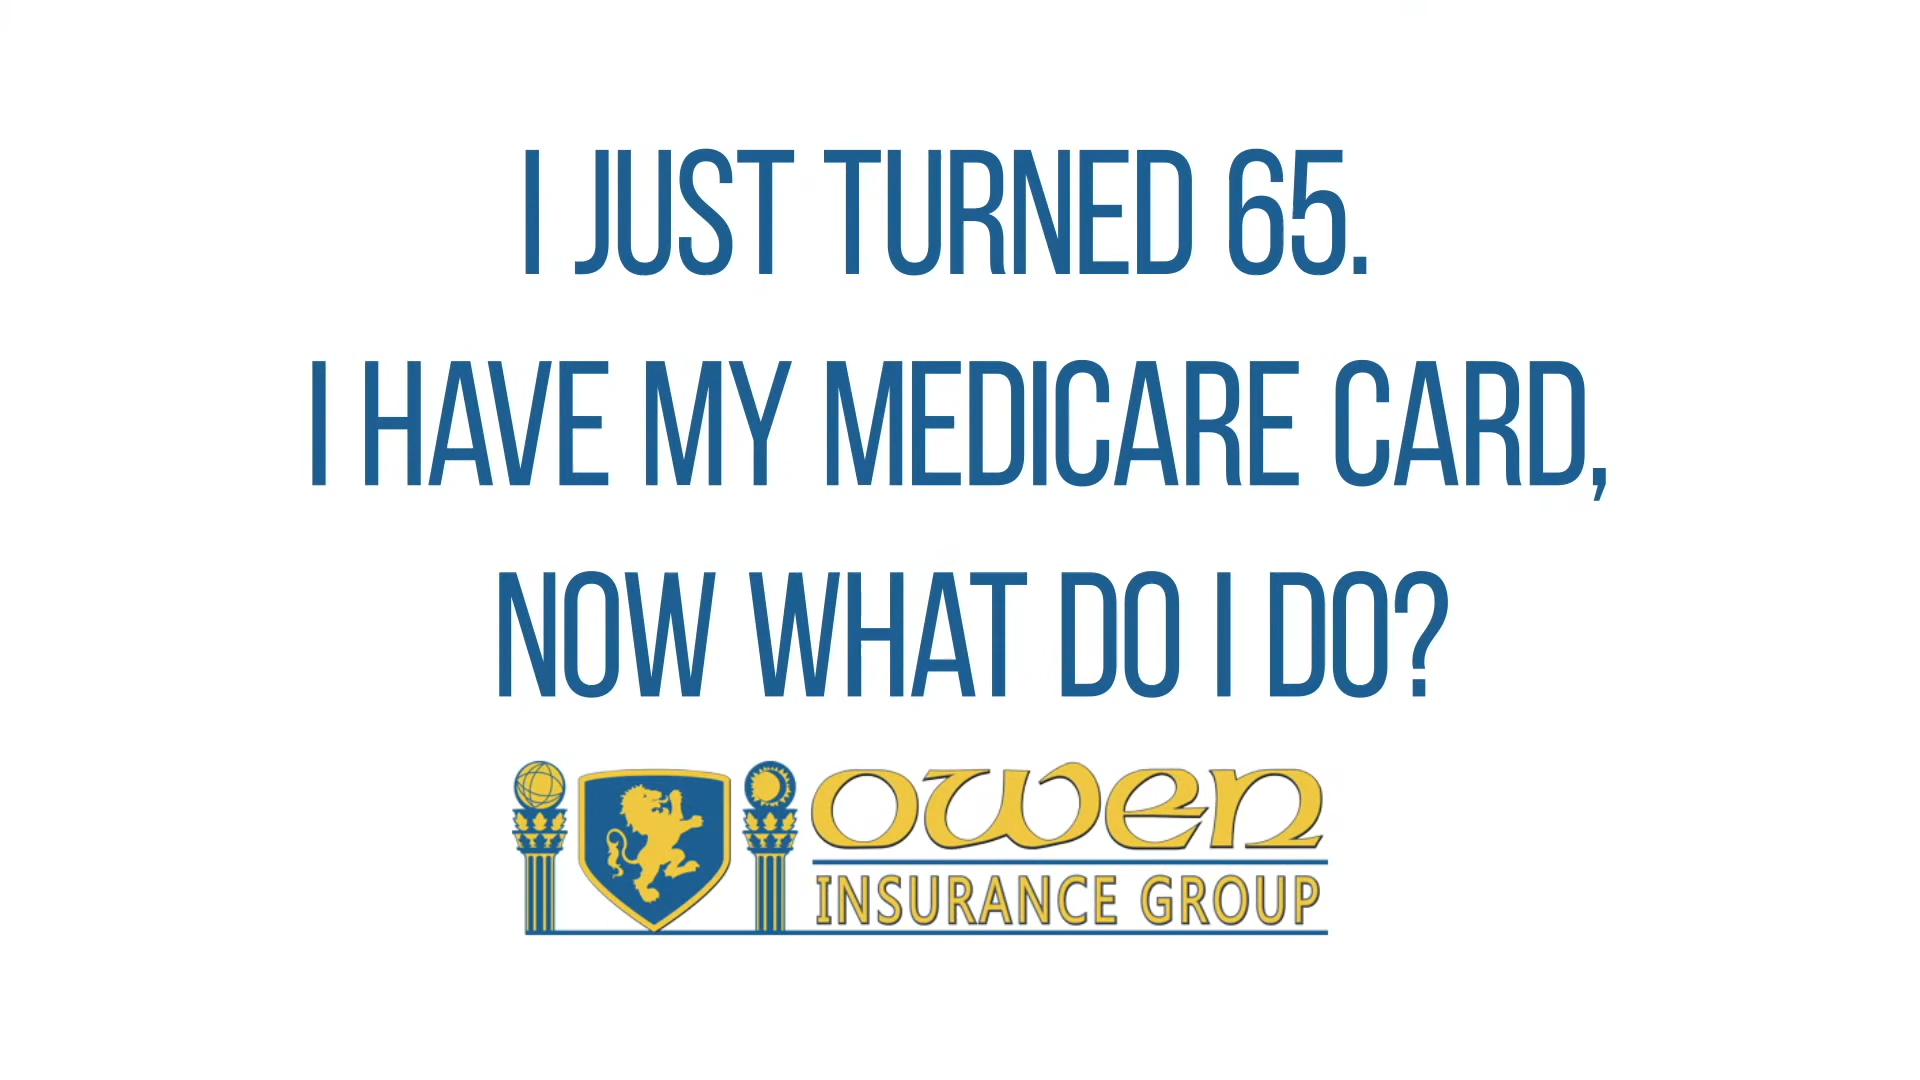 I JUST TURNED 65.
I HAVE MY MEDICARE CARD,
NOW WHAT DO I DO?
OWEN
INSURANCE GROUP